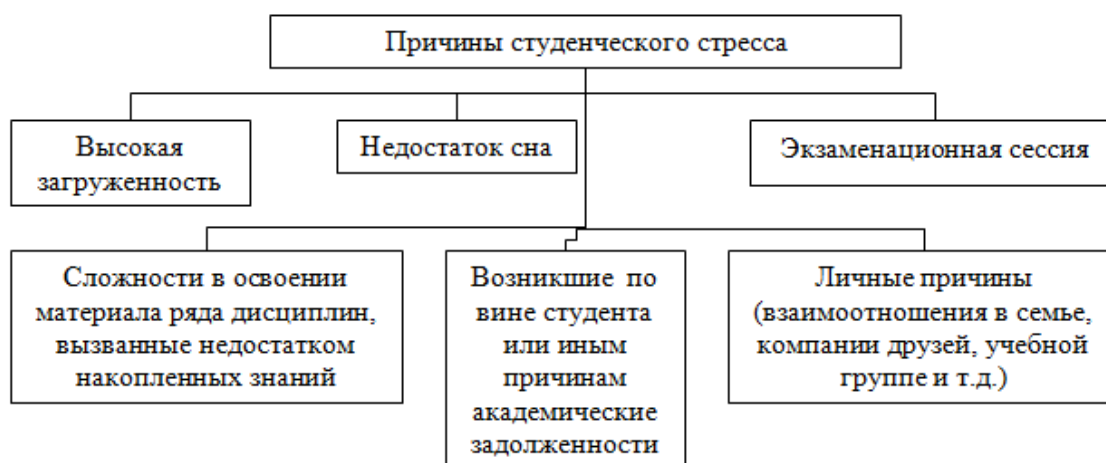 Причины студенческого стресса
Высокая
загруженность
Недостаток сна
Экзаменационная сессия
Сложности в освоении
материала ряда дисциплин,
вызванные недостатком
накопленных знаний
Возникшие по
вине студента
или иным
причинам
академические
задолженности
Личные причины
(взаимоотношения в семье,
компании друзей, учебной
группе и т.д.)